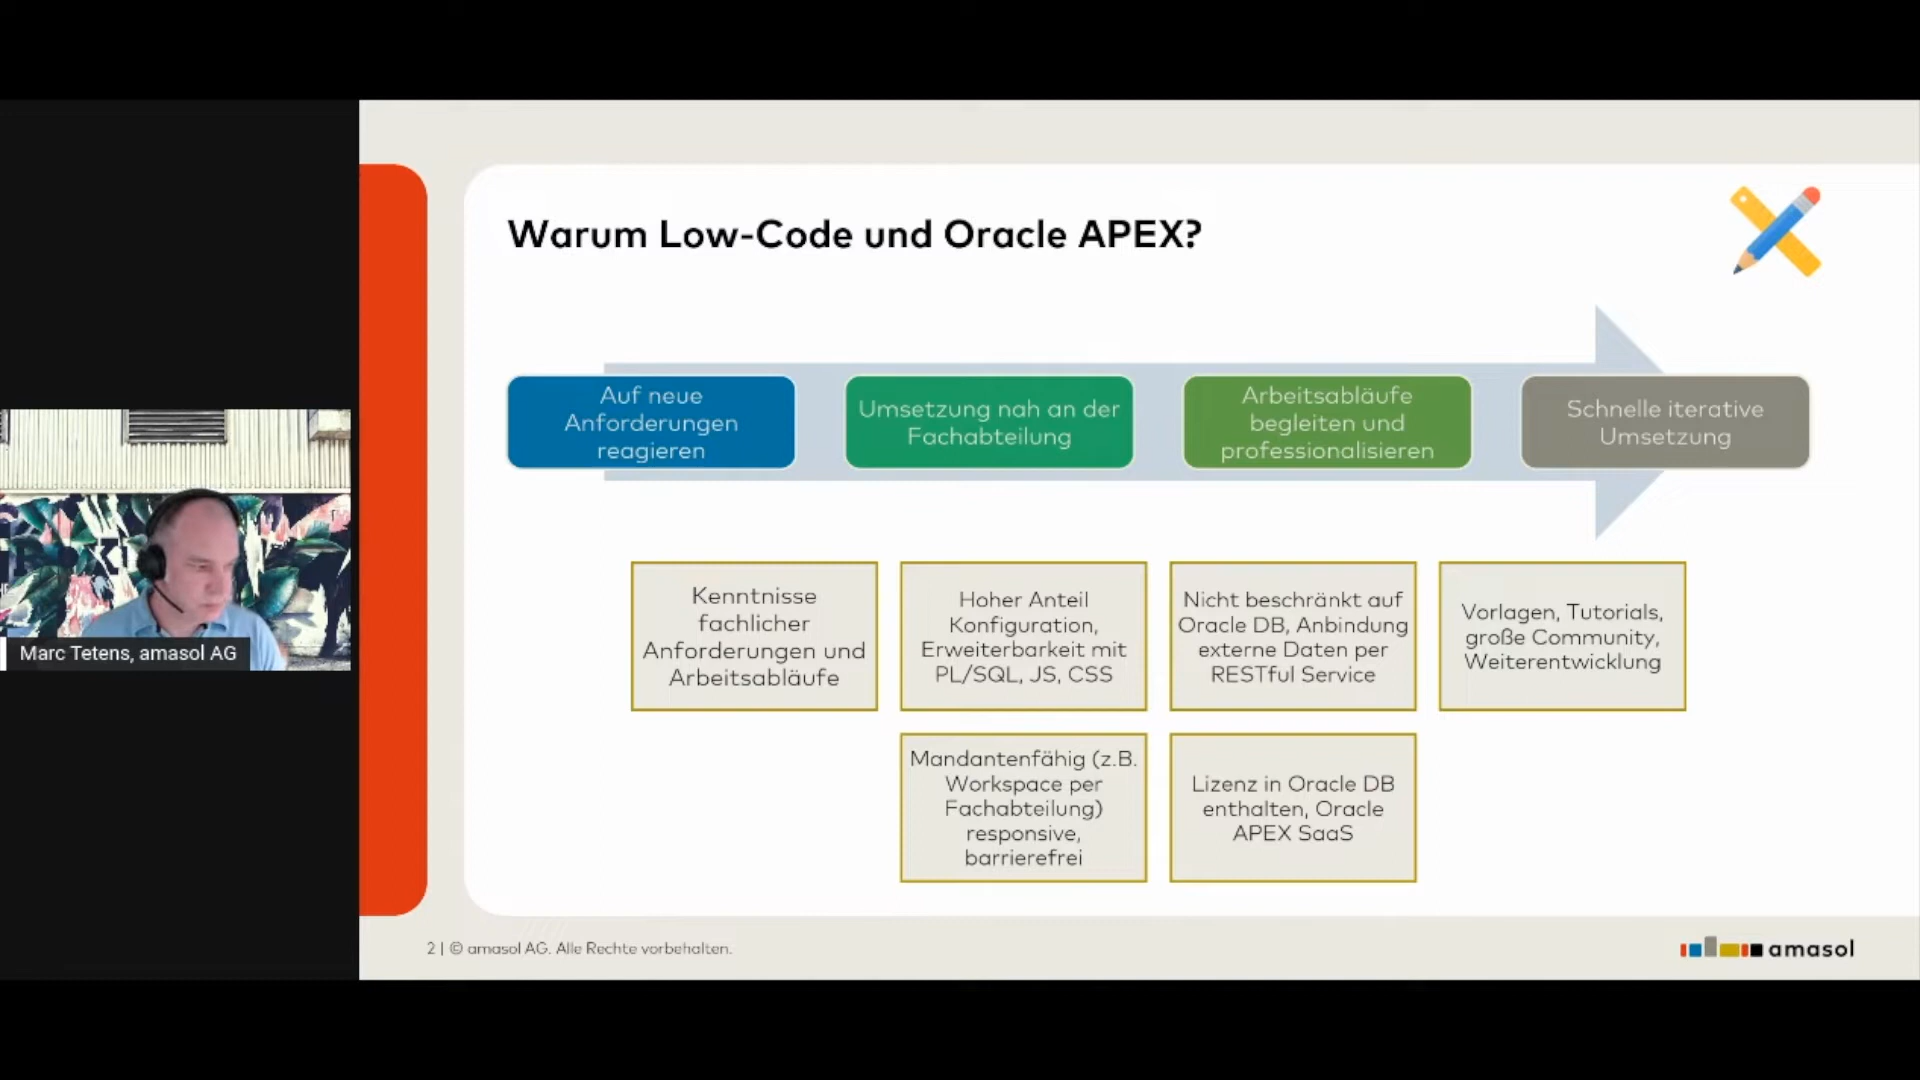 Warum Low-Code und Oracle APEX?
Auf neue
Anforderungen
reagieren
Umsetzung nah an der
Fachabteilung
Arbeitsabläufe
begleiten und
professionalisieren
Schnelle iterative
Umsetzung
Kenntnisse
fachlicher
Anforderungen und
Arbeitsabläufe
Hoher Anteil
Konfiguration,
Erweiterbarkeit mit
PL/SQL, JS, CSS
Nicht beschränkt auf
Oracle DB, Anbindung
externe Daten per
RESTful Service
Vorlagen, Tutorials,
große Community,
Weiterentwicklung
Mandantenfähig (z.B.
Workspace per
Fachabteilung)
responsive,
barrierefrei
Lizenz in Oracle DB
enthalten, Oracle
APEX SaaS
Marc Tetens, amasol AG
2 | © amasol AG. Alle Rechte vorbehalten.
amasol